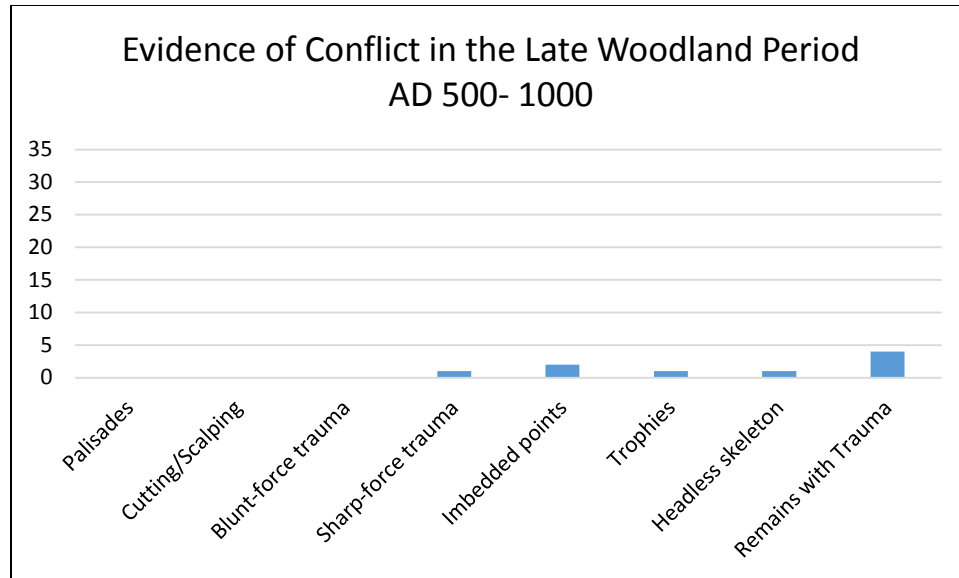 Evidence of Conflict in the Late Woodland Period
AD 500- 1000
35
30
25
20
15
10
5
0
Palisades
Cutting/Scalping
Blunt-force trauma
Sharp-force trauma
Imbedded points
Trophies
Headless skeleton
Remains with Trauma